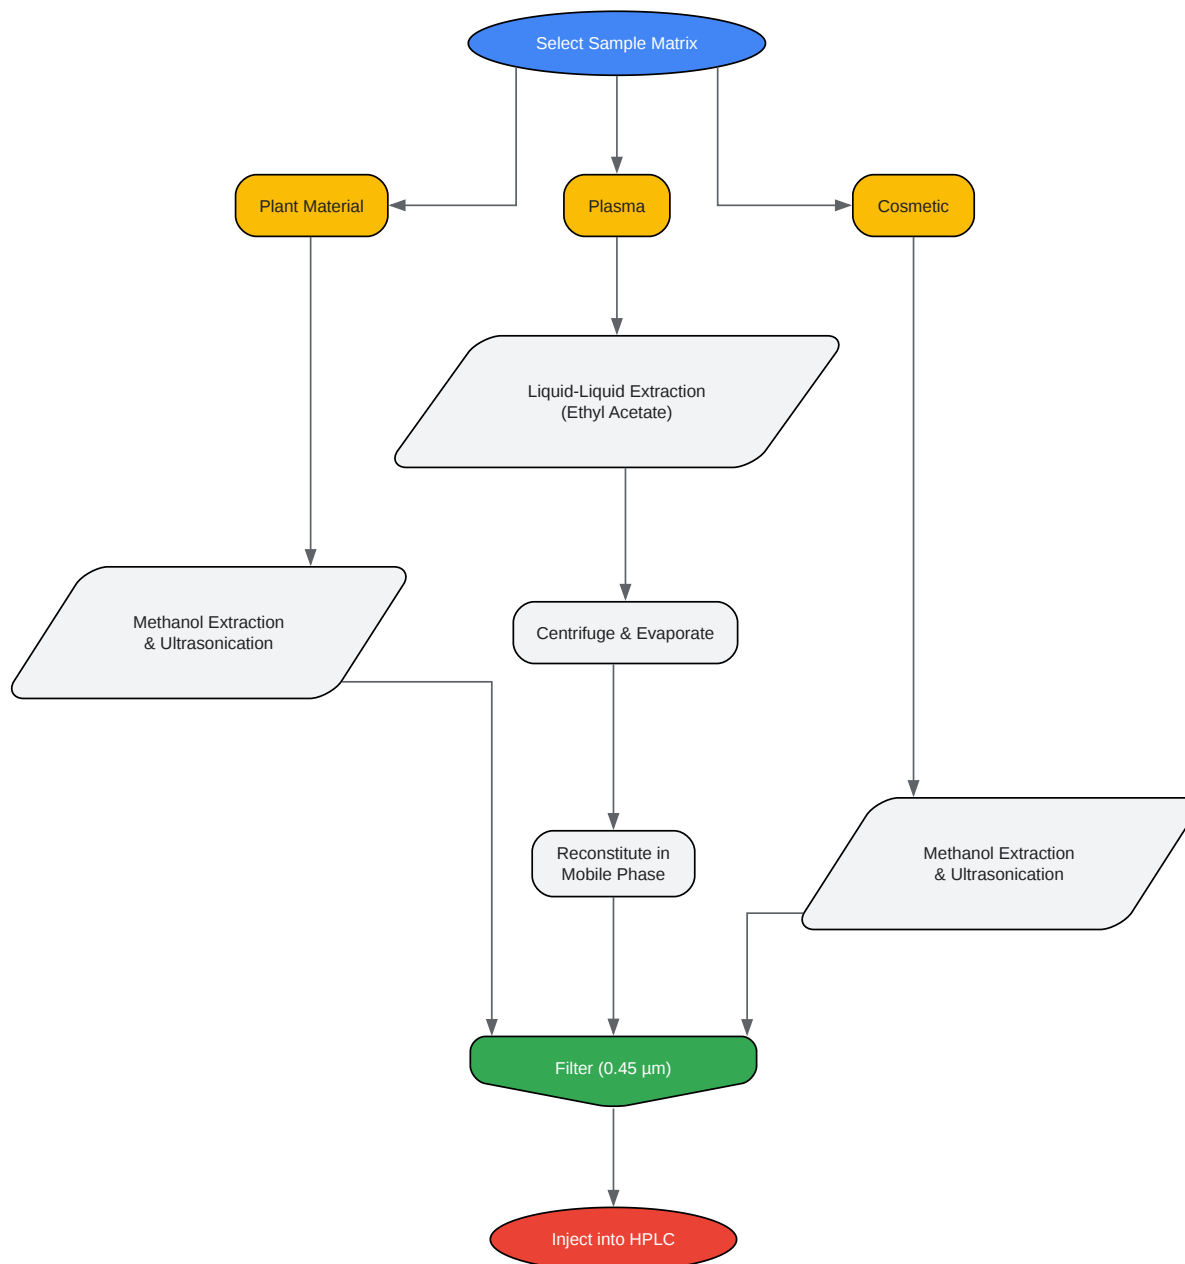 Select Sample Matrix
Plant Material
Plasma
Cosmetic
Liquid-Liquid Extraction
(Ethyl Acetate)
Methanol Extraction
& Ultrasonication
Centrifuge & Evaporate
Reconstitute in
Mobile Phase
Methanol Extraction
& Ultrasonication
Filter (0.45 µm)
Inject into HPLC